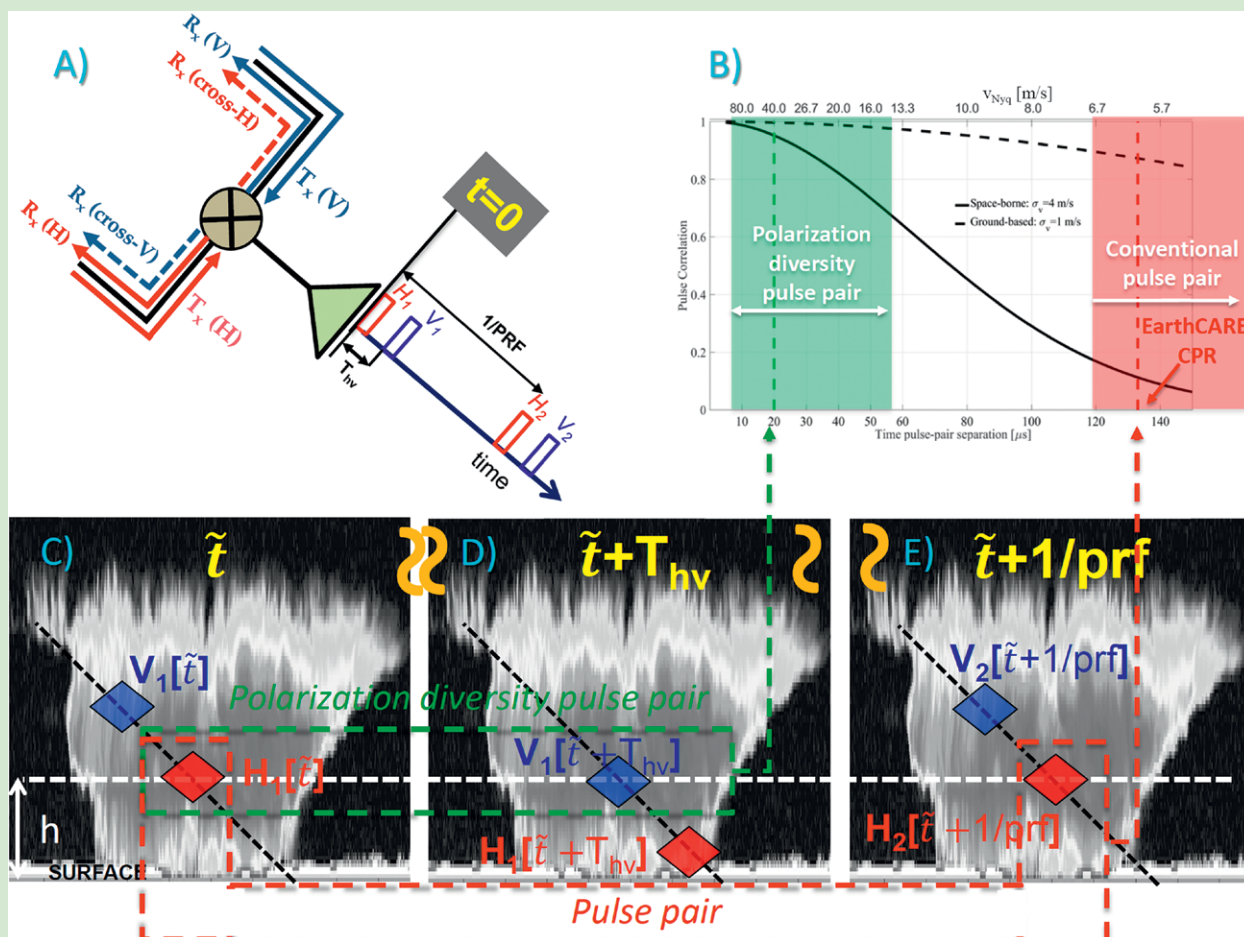 A)
Rₓ (V)
Rₓ (cross-H)
Tₓ (V)
Rₓ (cross-V)
Rₓ (H)
Tₓ (H)
t=0
H₁
V₁
1/PRF
Tₕᵥ
H₂
V₂
time
B)
v_Nyq [m/s]
80.0 40.0 26.7 20.0 16.0 13.3 10.0 8.0 6.7 5.7
1
0.8
0.6
0.4
0.2
0
Pulse Correlation
Space-borne: σᵥ=4 m/s
Ground-based: σᵥ=1 m/s
Polarization
diversity
pulse pair
Conventional
pulse pair
EarthCARE
CPR
10 20 30 40 50 60 80 100 120 140
Time pulse-pair separation [μs]
C)
t̃
D)
t̃+Tₕᵥ
E)
t̃+1/prf
V₁[t̃]
V₂[t̃+1/prf]
Polarization diversity pulse pair
V₁[t̃ +Tₕᵥ]
H₁[t̃]
h
H₁[t̃ +Tₕᵥ]
H₂[t̃ +1/prf]
SURFACE
Pulse pair